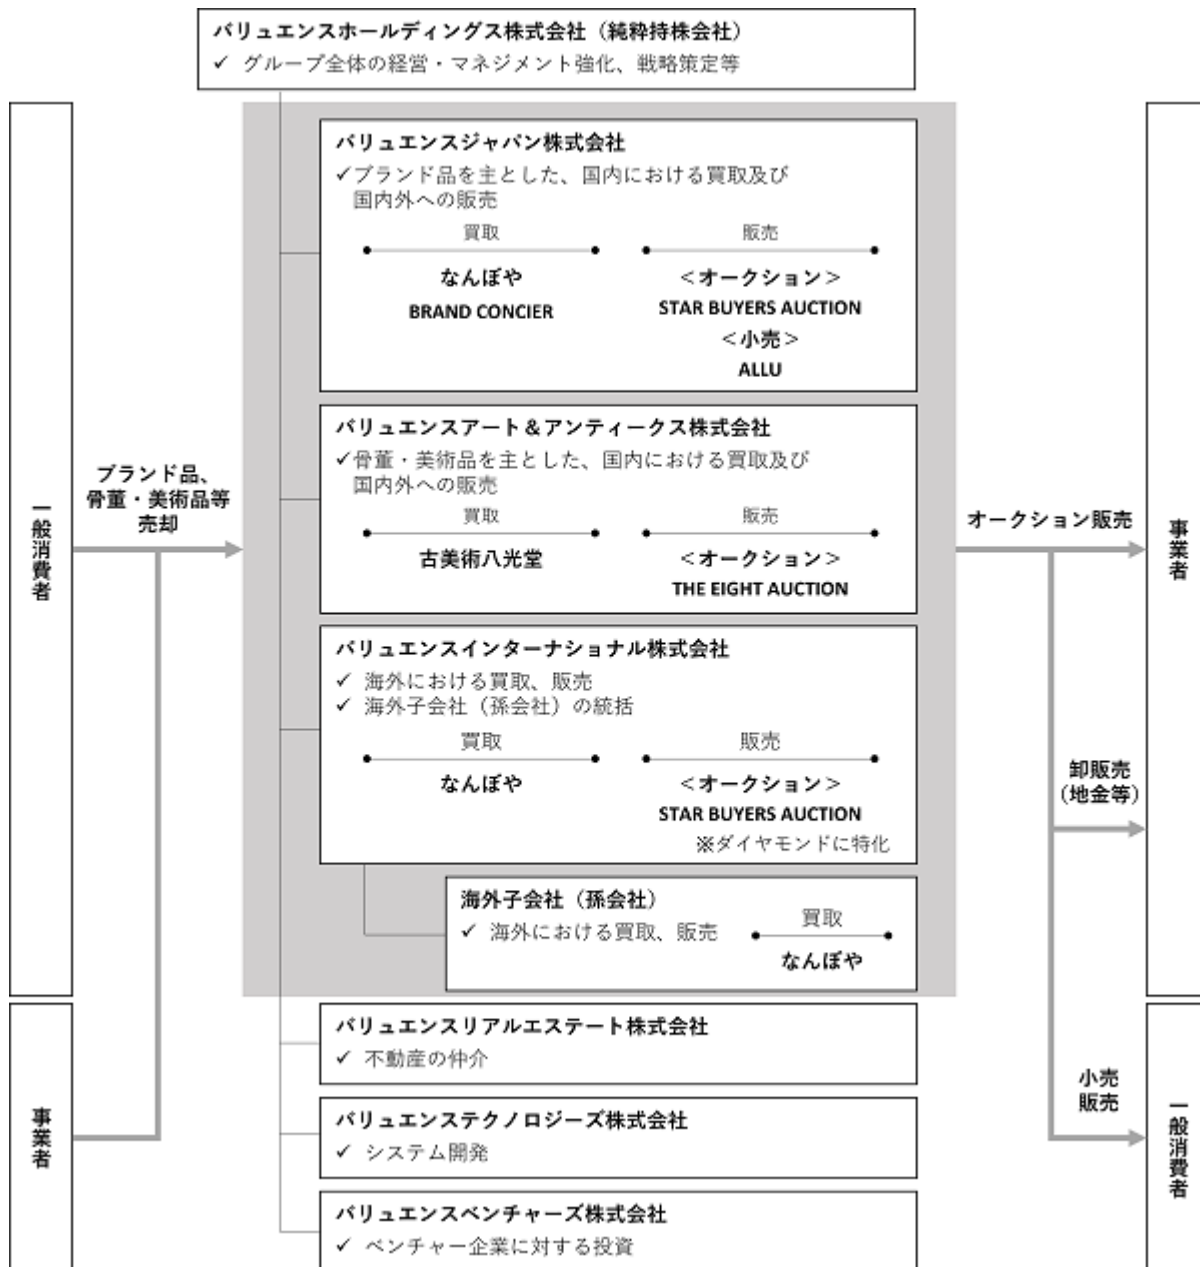 バリュエンスホールディングス株式会社（純粋持株会社）
✓ グループ全体の経営・マネジメント強化、戦略策定等
バリュエンスジャパン株式会社
✓ブランド品を主とした、国内における買取及び
国内外への販売
買取
販売
なんぼや
BRAND CONCIER
＜オークション＞
STAR BUYERS AUCTION
＜小売＞
ALLU
バリュエンスアート＆アンティークス株式会社
✓骨董・美術品を主とした、国内における買取及び
国内外への販売
買取
販売
古美術八光堂
＜オークション＞
THE EIGHT AUCTION
バリュエンスインターナショナル株式会社
✓ 海外における買取、販売
✓ 海外子会社（孫会社）の統括
買取
販売
なんぼや
＜オークション＞
STAR BUYERS AUCTION
※ダイヤモンドに特化
海外子会社（孫会社）
✓ 海外における買取、販売
買取
なんぼや
バリュエンスリアルエステート株式会社
✓ 不動産の仲介
バリュエンステクノロジーズ株式会社
✓ システム開発
バリュエンスベンチャーズ株式会社
✓ ベンチャー企業に対する投資
一般消費者
事業者
ブランド品、
骨董・美術品等
売却
オークション販売
卸販売
（地金等）
小売
販売
事業者
一般消費者